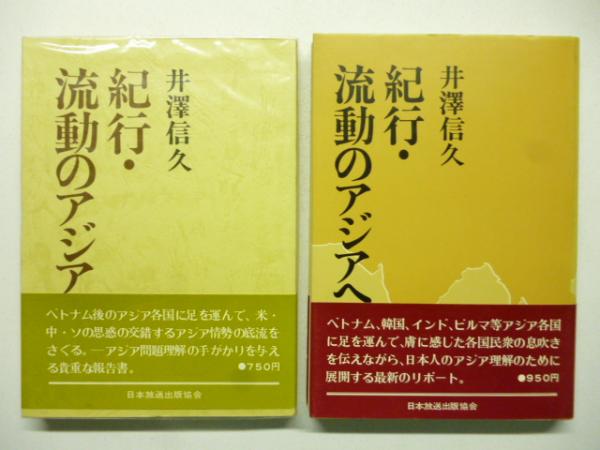 井澤信久
紀行・
流動のアジア
ベトナム後のアジア各国に足を運んで、米・
中・ソの思惑の交錯するアジア情勢の底流を
さぐる。―アジア問題理解の手がかりを与え
る貴重な報告書。 ●750円
日本放送出版協会
井澤信久
紀行・
流動のアジアへ
ベトナム、韓国、インド、ビルマ等アジア各国
に足を運んで、膚に感じた各国民衆の息吹き
を伝えながら、日本人のアジア理解のために
展開する最新のリポート。 ●950円
日本放送出版協会